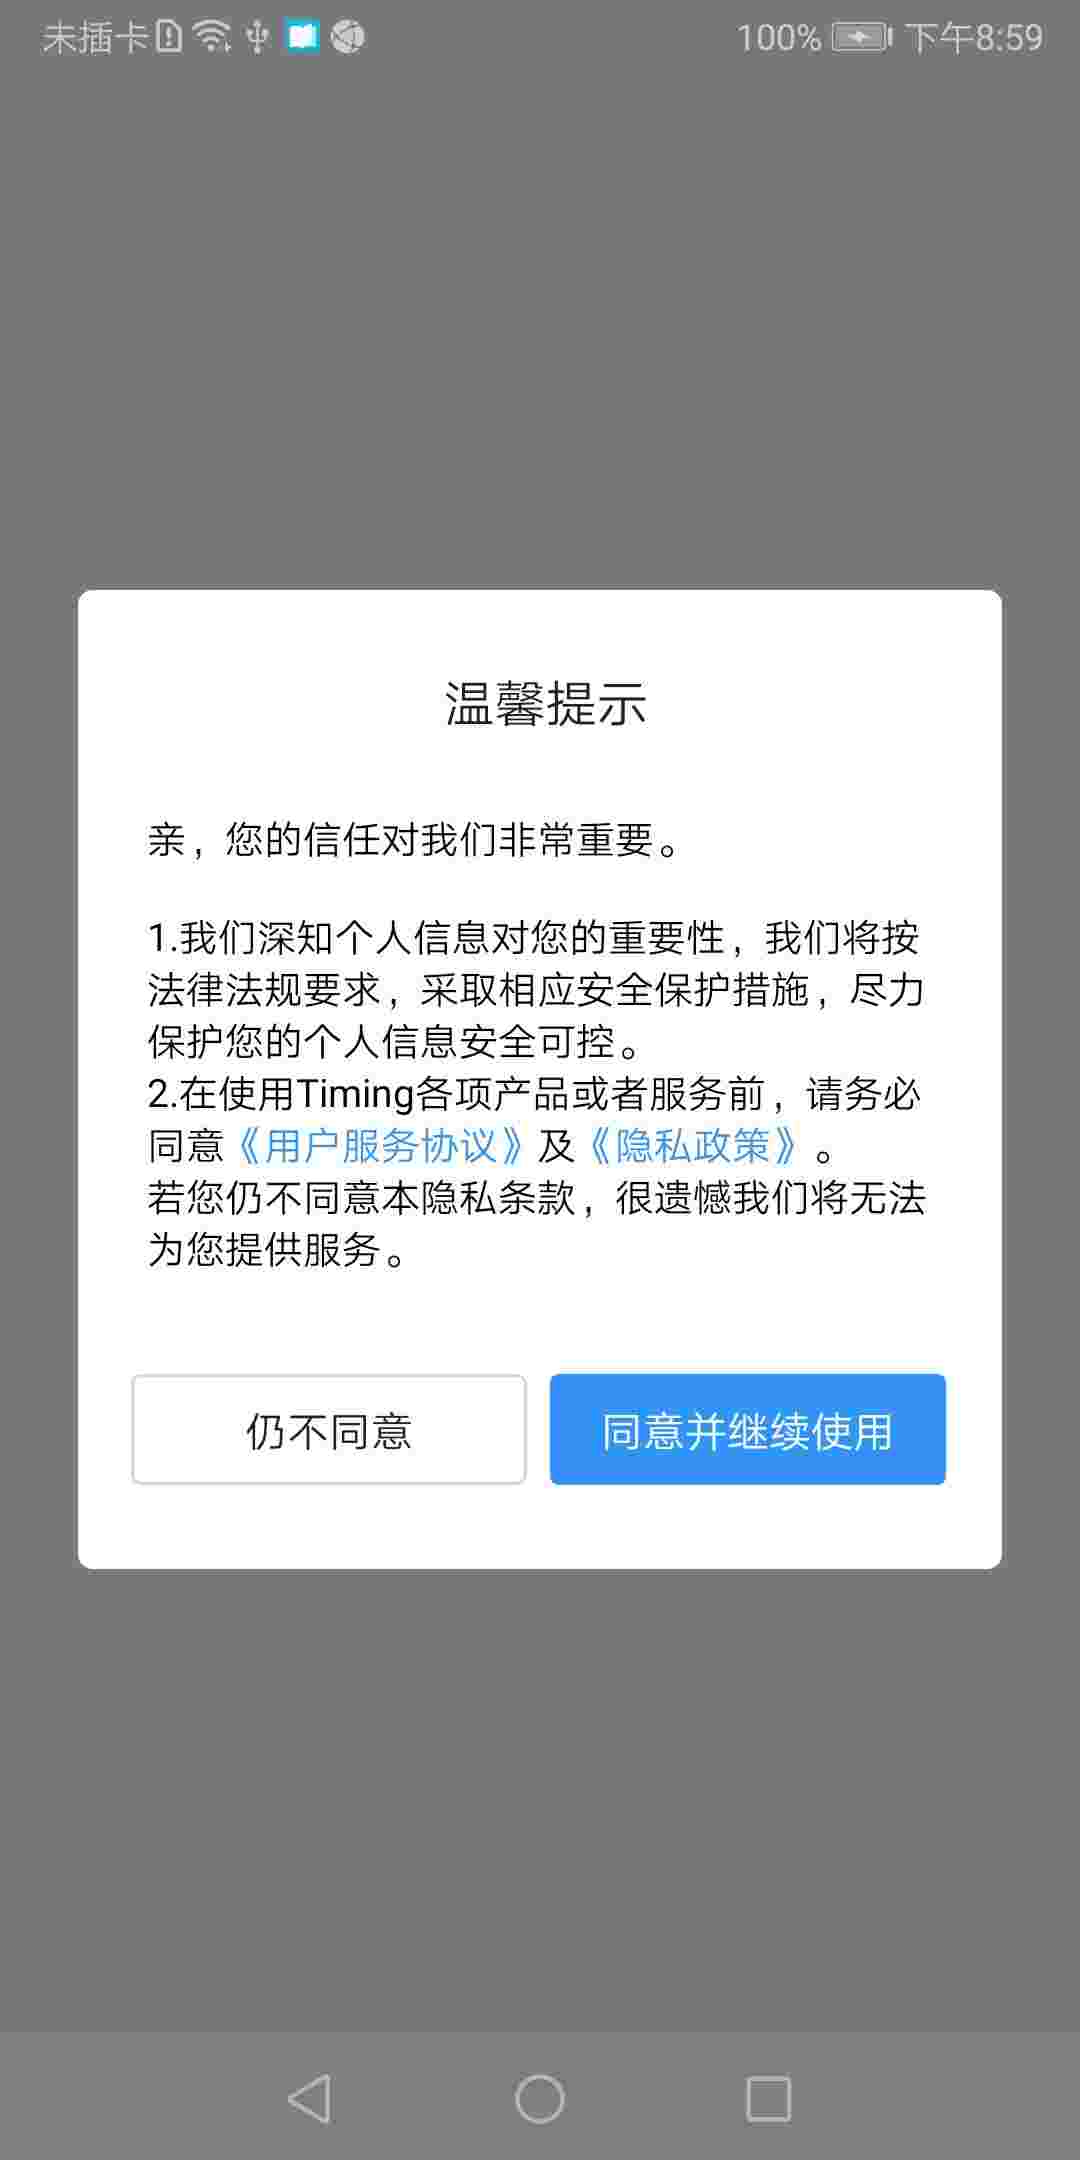 未插卡
100%
下午8:59
温馨提示
亲，您的信任对我们非常重要。
1.我们深知个人信息对您的重要性，我们将按
法律法规要求，采取相应安全保护措施，尽力
保护您的个人信息安全可控。
2.在使用Timing各项产品或者服务前，请务必
同意《用户服务协议》及《隐私政策》。
若您仍不同意本隐私条款，很遗憾我们将无法
为您提供服务。
仍不同意
同意并继续使用